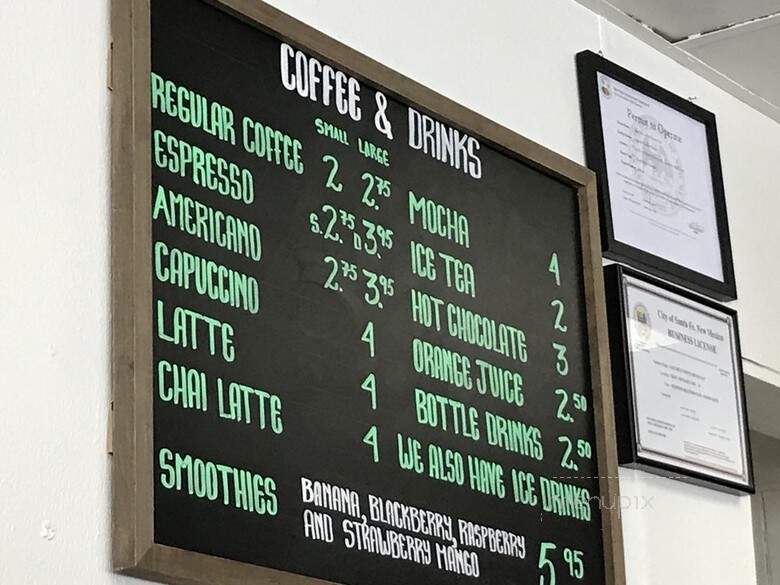 COFFEE & DRINKS
SMALL LARGE
REGULAR COFFEE 2 2.75
ESPRESSO S.2.75 D.3.95
AMERICANO 2.75 3.95
CAPUCCINO 4
LATTE 4
CHAI LATTE 4
MOCHA 4
ICE TEA 2
HOT CHOCOLATE 3
ORANGE JUICE 2.50
BOTTLE DRINKS 2.50
WE ALSO HAVE ICE DRINKS
SMOOTHIES BANANA, BLACKBERRY, RASPBERRY
AND STRAWBERRY MANGO 5.95
Permit to Operate
City of Santa Fe, New Mexico
BUSINESS LICENSE